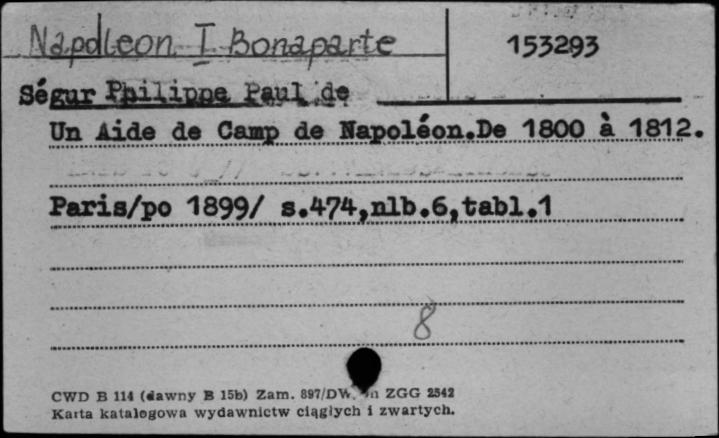 Napoleon I Bonaparte
153293
Ségur Philippe Paul de
Un Aide de Camp de Napoléon.De 1800 à 1812.
Paris/po 1899/ s.474,nlb.6,tabl.1
8
CWD B 114 (dawny B 15b) Zam. 897/DW. ZGG 2542
Karta katalogowa wydawnictw ciągłych i zwartych.